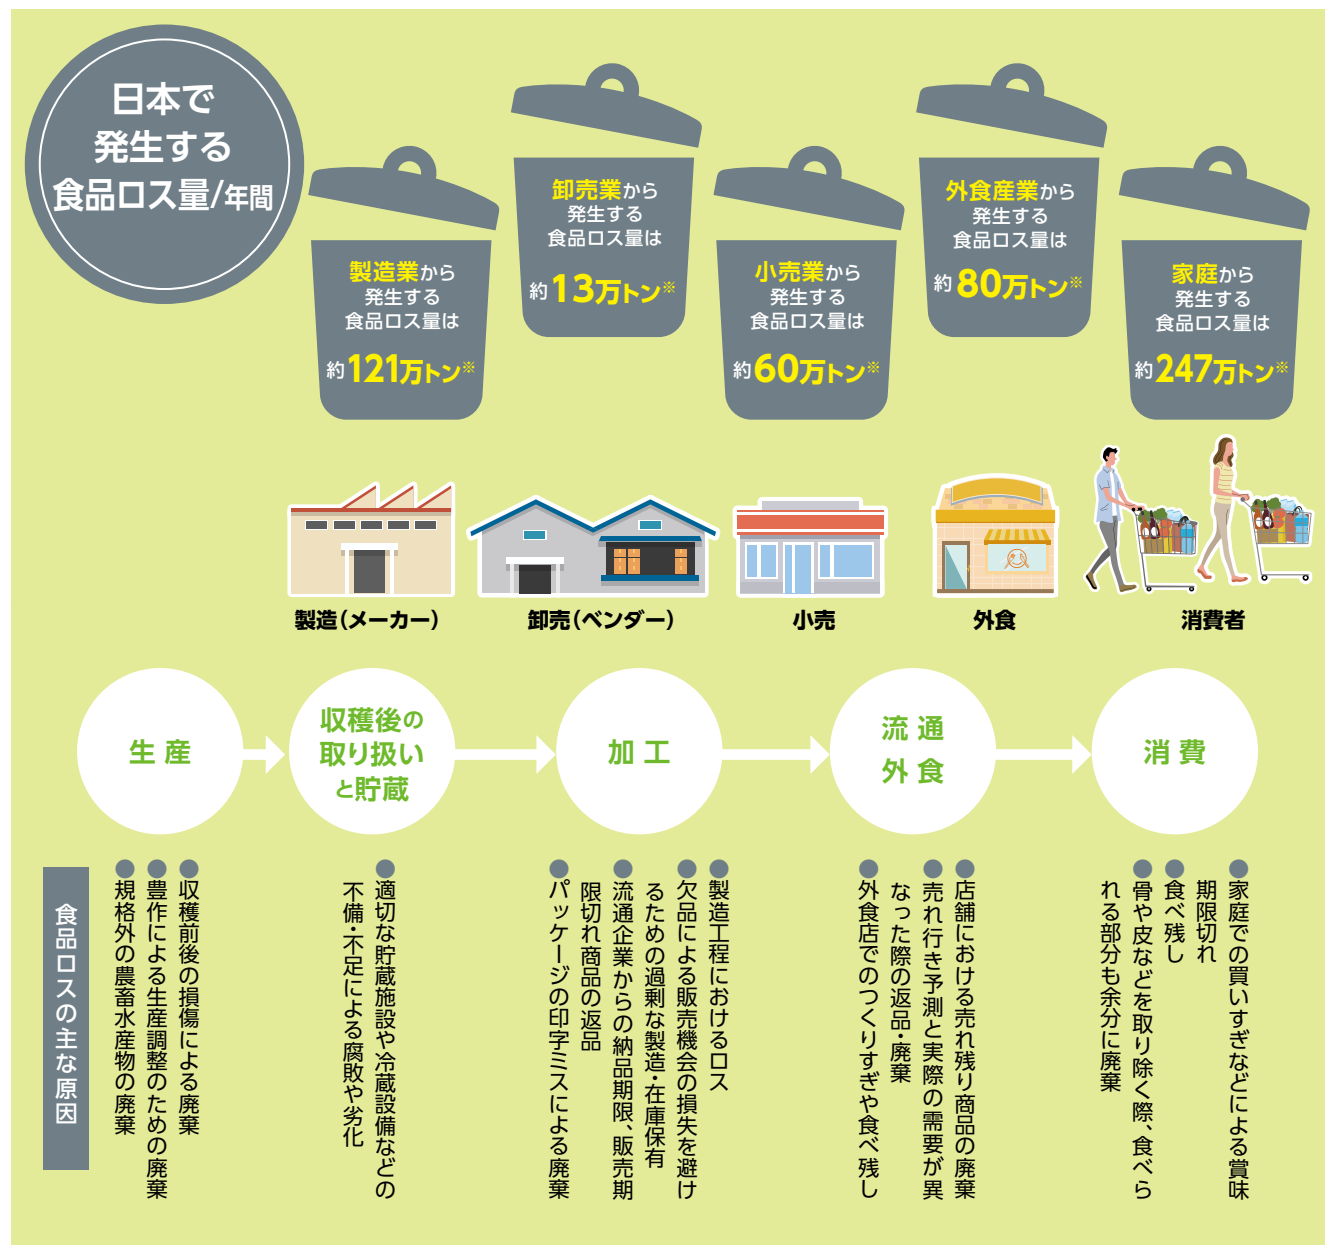 日本で
発生する
食品ロス量/年間
製造業から
発生する
食品ロス量は
約121万トン※
卸売業から
発生する
食品ロス量は
約13万トン※
小売業から
発生する
食品ロス量は
約60万トン※
外食産業から
発生する
食品ロス量は
約80万トン※
家庭から
発生する
食品ロス量は
約247万トン※
製造(メーカー)
卸売(ベンダー)
小売
外食
消費者
生産
収穫後の
取り扱い
と貯蔵
加工
流通
外食
消費
食品ロスの主な原因
●収穫前後の損傷による廃棄
●豊作による生産調整のための廃棄
●規格外の農畜水産物の廃棄
●適切な貯蔵施設や冷蔵設備などの
不備・不足による腐敗や劣化
●製造工程におけるロス
●欠品による販売機会の損失を避け
るための過剰な製造・在庫保有
●流通企業からの納品期限、販売期
限切れ商品の返品
●パッケージの印字ミスによる廃棄
●店舗における売れ残り商品の廃棄
●売れ行き予測と実際の需要が異
なった際の返品・廃棄
●外食店でのつくりすぎや食べ残し
●家庭での買いすぎなどによる賞味
期限切れ
●食べ残し
●骨や皮などを取り除く際、食べら
れる部分も余分に廃棄